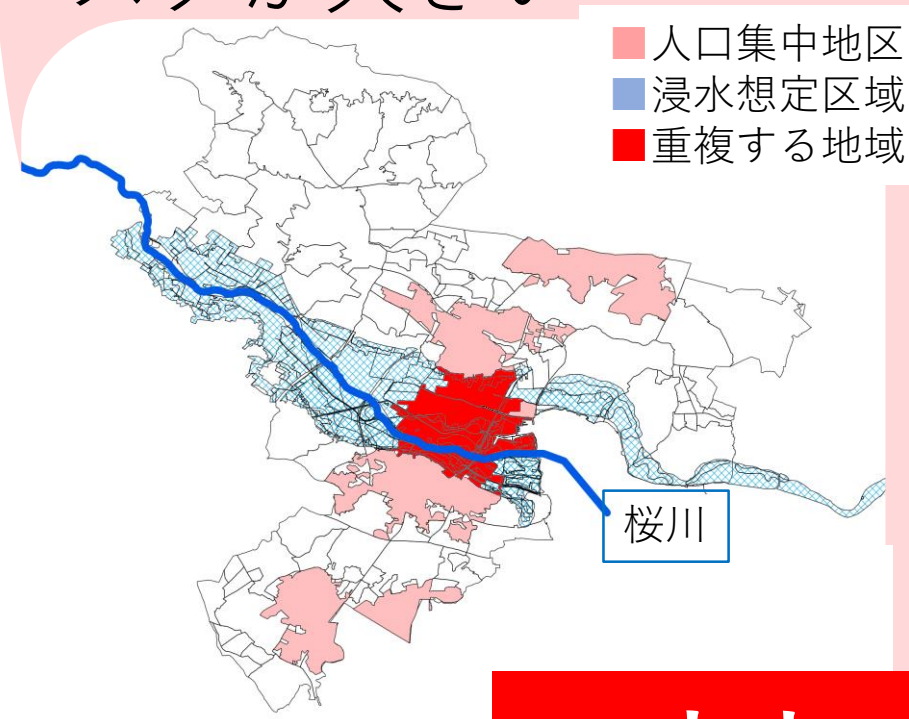 人口集中地区
浸水想定区域
重複する地域
桜川